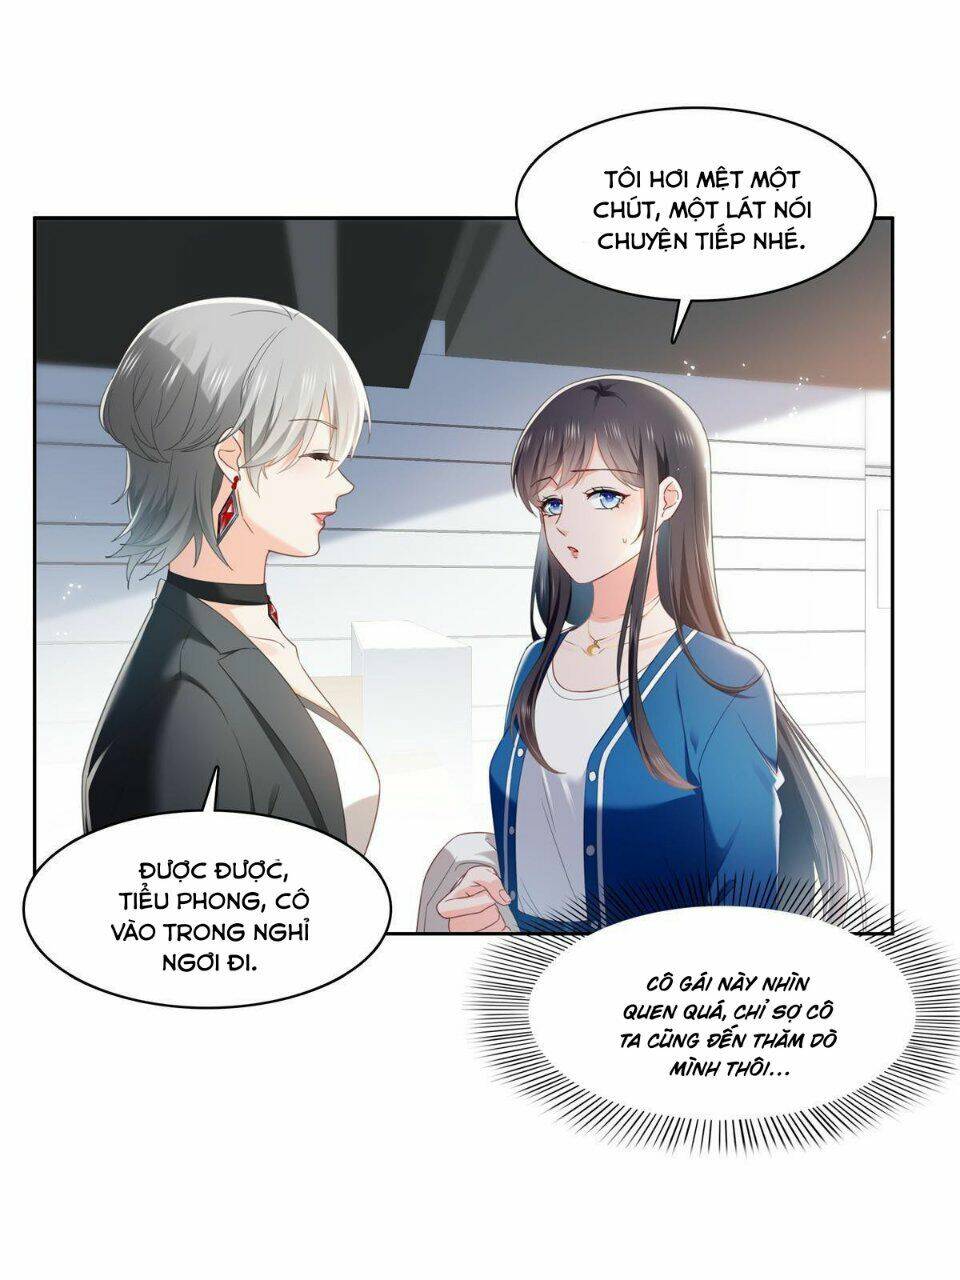 TÔI HƠI MỆT MỘT
CHÚT, MỘT LÁT NÓI
CHUYỆN TIẾP NHÉ.
ĐƯỢC ĐƯỢC,
TIỂU PHONG, CÔ
VÀO TRONG NGHỈ
NGƠI ĐI.
CÔ GÁI NÀY NHÌN
QUEN QUÁ, CHỈ SỢ CÔ
TA CŨNG ĐẾN THĂM DÒ
MÌNH THÔI...